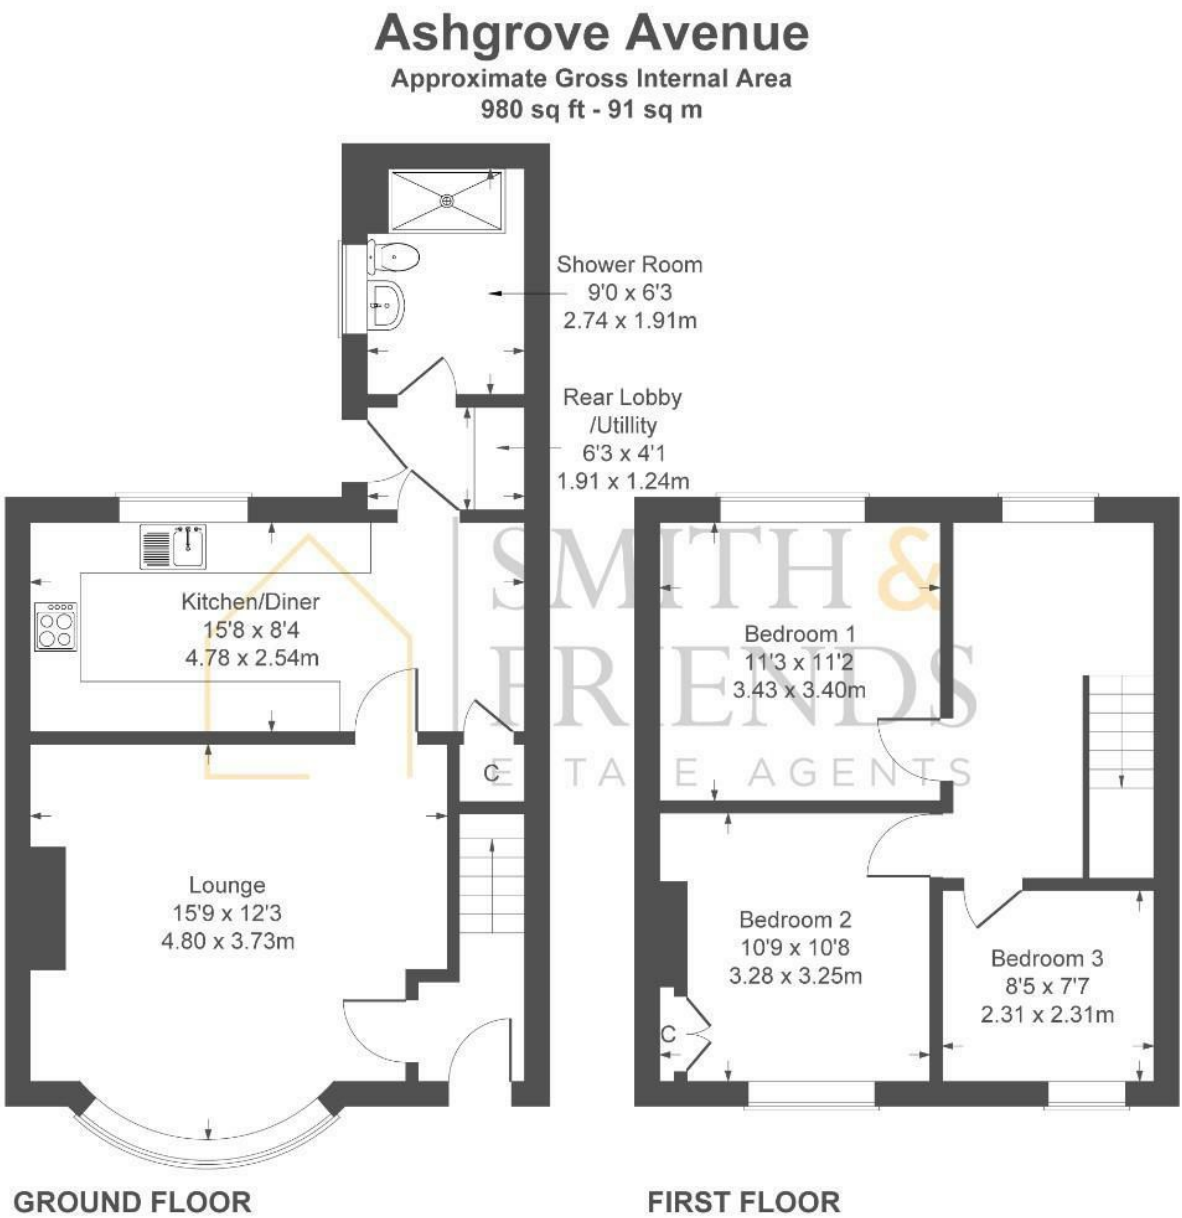 Ashgrove Avenue
Approximate Gross Internal Area
980 sq ft - 91 sq m
Shower Room
9'0 x 6'3
2.74 x 1.91m
Rear Lobby
/Utillity
6'3 x 4'1
1.91 x 1.24m
SMITH &
FRIENDS
ESTATE AGENTS
Kitchen/Diner
15'8 x 8'4
4.78 x 2.54m
Bedroom 1
11'3 x 11'2
3.43 x 3.40m
C
Lounge
15'9 x 12'3
4.80 x 3.73m
Bedroom 2
10'9 x 10'8
3.28 x 3.25m
Bedroom 3
8'5 x 7'7
2.31 x 2.31m
C
GROUND FLOOR
FIRST FLOOR